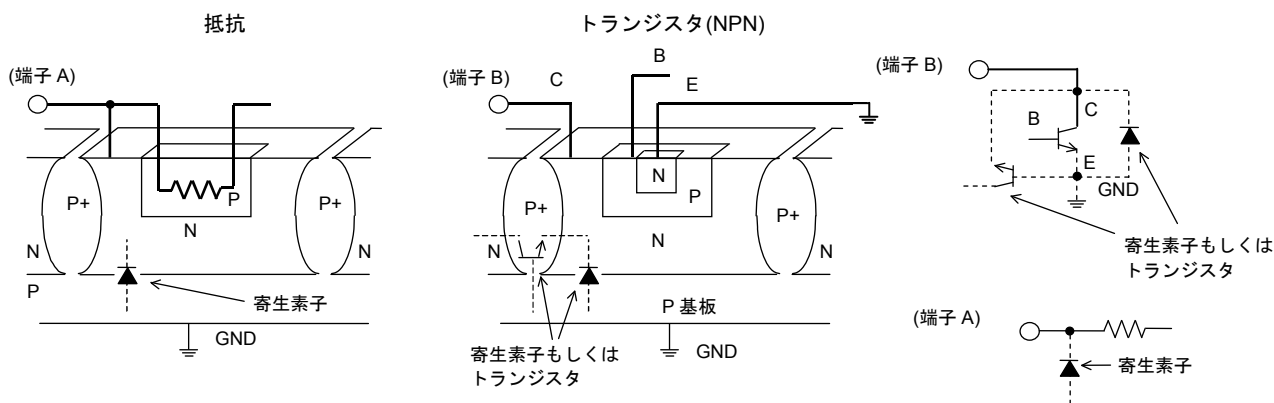 抵抗
(端子 A)
P+
P+
P
N
N
N
P
寄生素子
GND
トランジスタ(NPN)
(端子 B)
C
B
E
N
P
P+
P+
N
N
N
P 基板
GND
寄生素子もしくは
トランジスタ
(端子 B)
C
B
E
GND
寄生素子もしくは
トランジスタ
(端子 A)
寄生素子